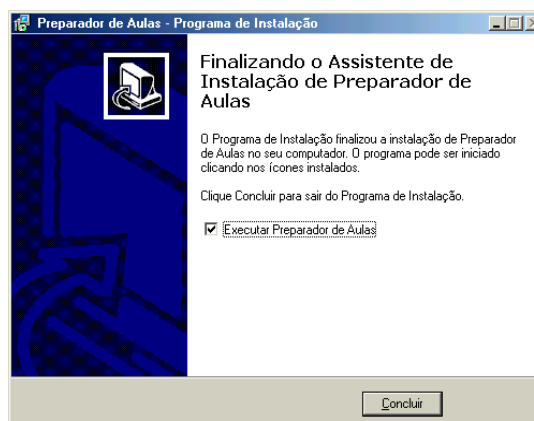 Preparador de Aulas - Programa de Instalação
Finalizando o Assistente de
Instalação de Preparador de
Aulas
O Programa de Instalação finalizou a instalação de Preparador
de Aulas no seu computador. O programa pode ser iniciado
clicando nos ícones instalados.
Clique Concluir para sair do Programa de Instalação.
Executar Preparador de Aulas
Concluir